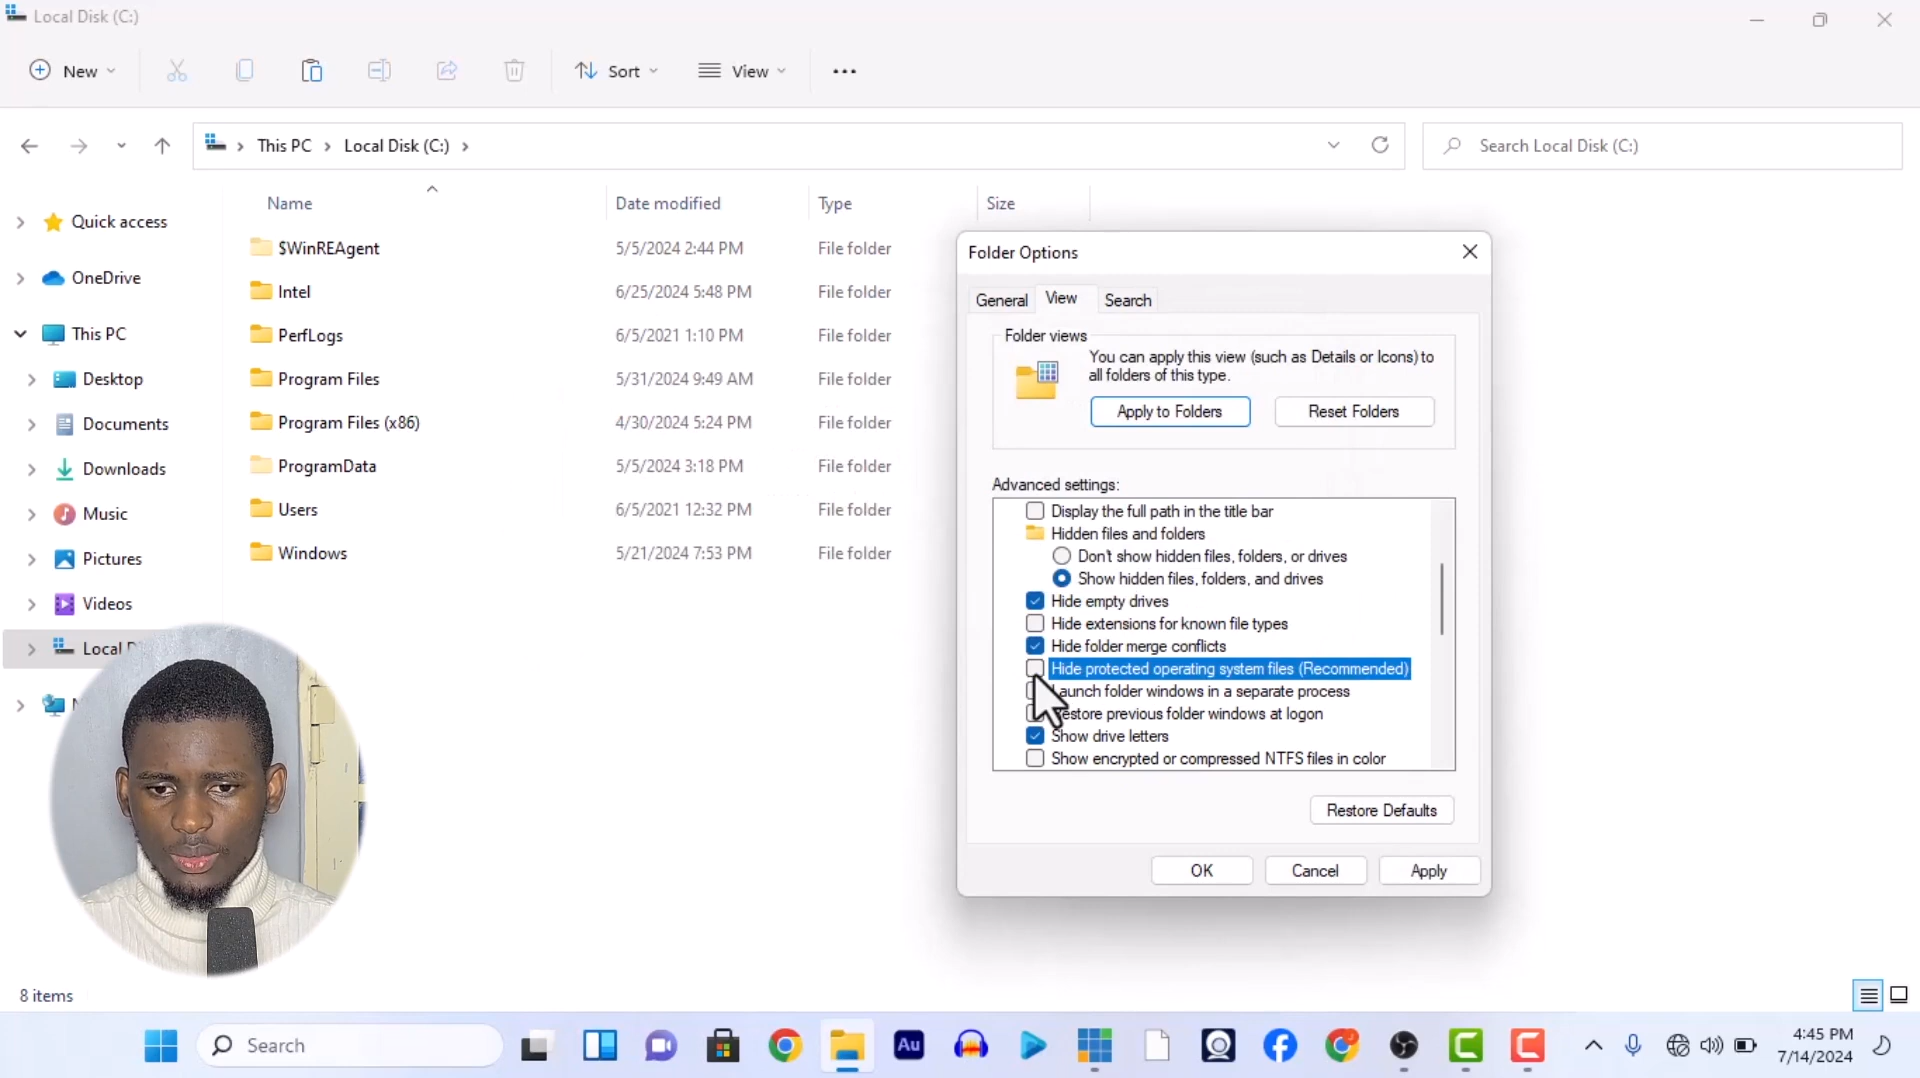 Local Disk (C:)
New
Sort
View
This PC > Local Disk (C:) >
Search Local Disk (C:)
Name Date modified Type Size
Quick access
OneDrive
This PC
Desktop
Documents
Downloads
Music
Pictures
Videos
Local
$WinREAgent 5/5/2024 2:44 PM File folder
Intel 6/25/2024 5:48 PM File folder
PerfLogs 6/5/2021 1:10 PM File folder
Program Files 5/31/2024 9:49 AM File folder
Program Files (x86) 4/30/2024 5:24 PM File folder
ProgramData 5/5/2024 3:18 PM File folder
Users 6/5/2021 12:32 PM File folder
Windows 5/21/2024 7:53 PM File folder
Folder Options
General View Search
Folder views
You can apply this view (such as Details or Icons) to
all folders of this type.
Apply to Folders Reset Folders
Advanced settings:
Display the full path in the title bar
Hidden files and folders
Don't show hidden files, folders, or drives
Show hidden files, folders, and drives
Hide empty drives
Hide extensions for known file types
Hide folder merge conflicts
Hide protected operating system files (Recommended)
Launch folder windows in a separate process
Restore previous folder windows at logon
Show drive letters
Show encrypted or compressed NTFS files in color
Restore Defaults
OK Cancel Apply
8 items
Search
Au
4:45 PM
7/14/2024